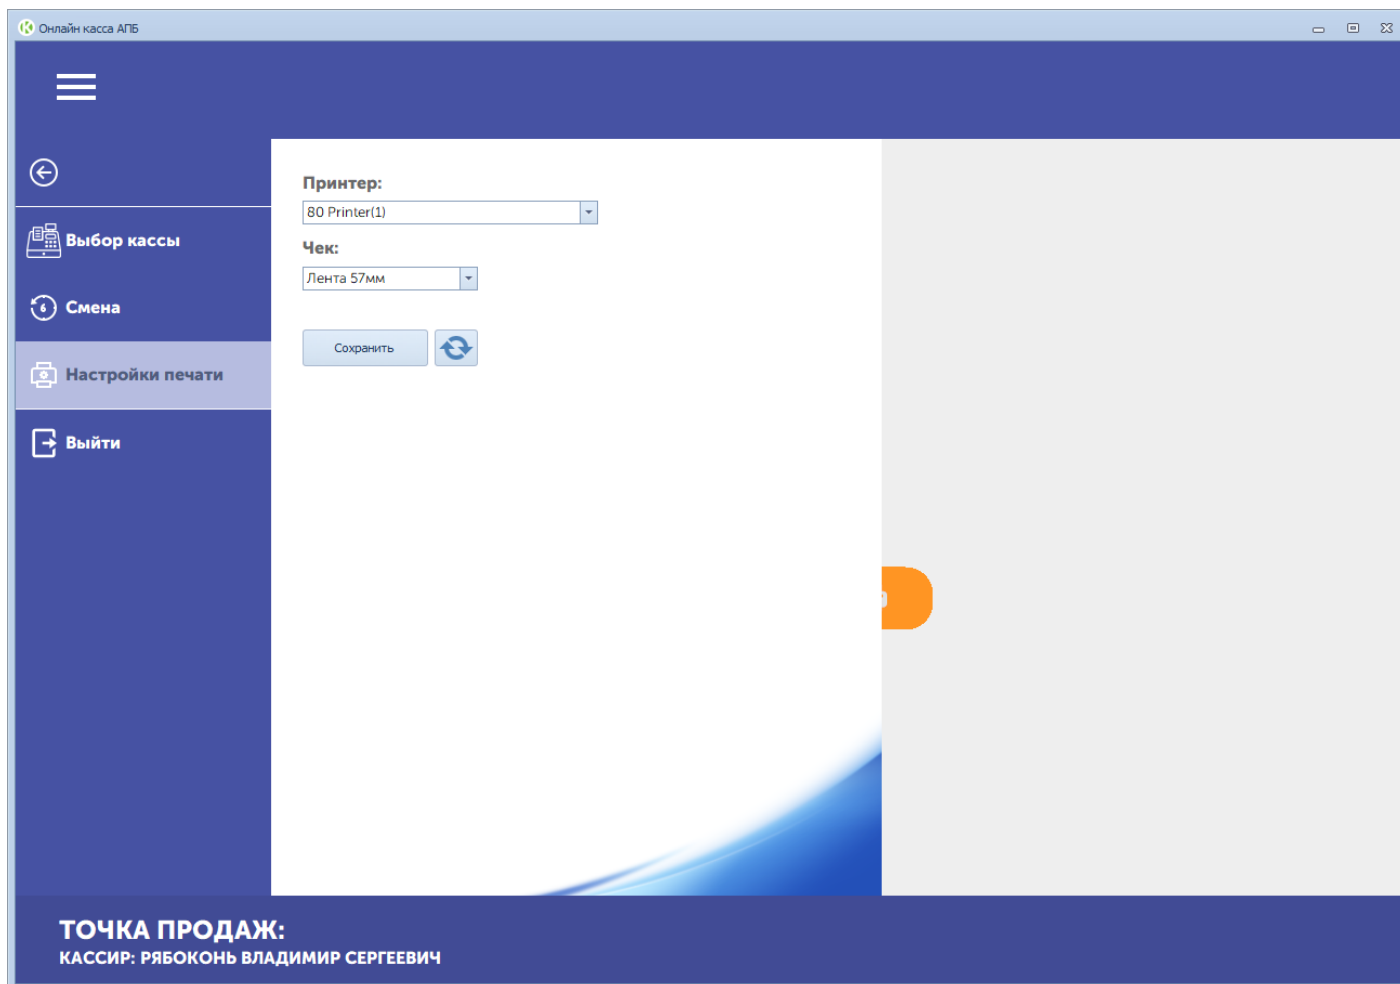 Онлайн касса АПБ
Принтер:
80 Printer(1)
Выбор кассы
Чек:
Лента 57мм
6 Смена
Сохранить
Настройки печати
Выйти
ТОЧКА ПРОДАЖ:
КАССИР: РЯБОКОНЬ ВЛАДИМИР СЕРГЕЕВИЧ